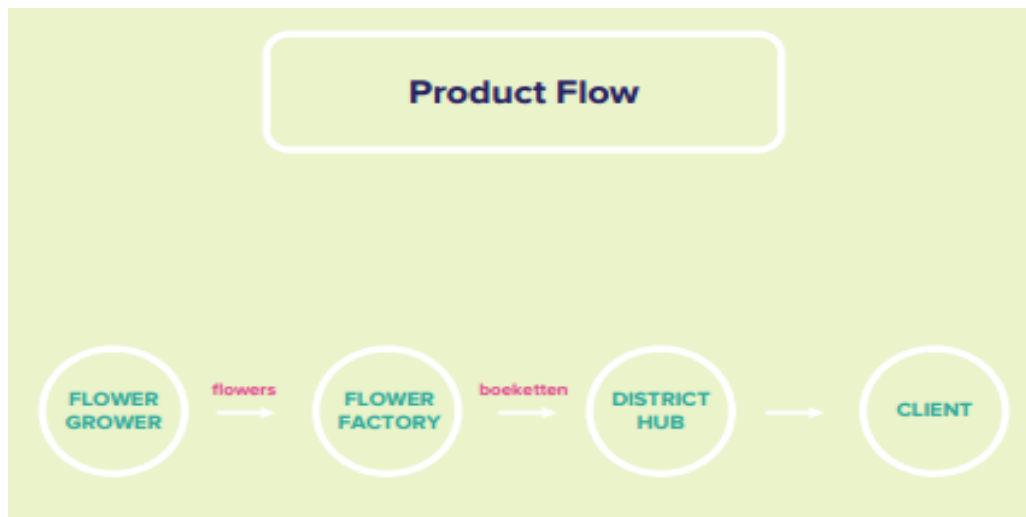 Product Flow
flowers
boeketten
FLOWER
GROWER
FLOWER
FACTORY
DISTRICT
HUB
CLIENT